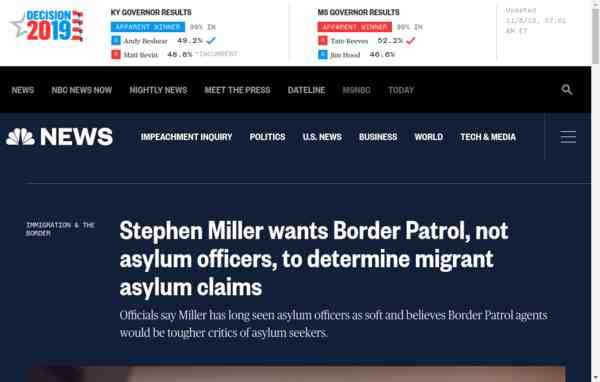 DECISION
2019
KY GOVERNOR RESULTS
APPARENT WINNER 99% IN
D Andy Beshear 49.2%
R Matt Bevin 48.8% *INCUMBENT
MS GOVERNOR RESULTS
APPARENT WINNER 99% IN
R Tate Reeves 52.2%
D Jim Hood 46.6%
Updated
AM ET
NEWS NBC NEWS NOW NIGHTLY NEWS MEET THE PRESS DATELINE MSNBC TODAY
NEWS IMPEACHMENT INQUIRY POLITICS U.S. NEWS BUSINESS WORLD TECH & MEDIA
IMMIGRATION & THE
BORDER
Stephen Miller wants Border Patrol, not
asylum officers, to determine migrant
asylum claims
Officials say Miller has long seen asylum officers as soft and believes Border Patrol agents
would be tougher critics of asylum seekers.